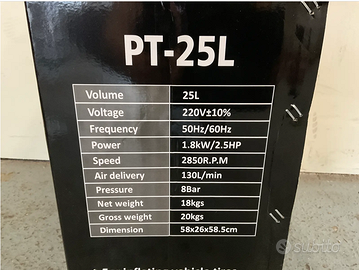 PT-25L
Volume 25L
Voltage 220V±10%
Frequency 50Hz/60Hz
Power 1.8kW/2.5HP
Speed 2850R.P.M
Air delivery 130L/min
Pressure 8Bar
Net weight 18kgs
Gross weight 20kgs
Dimension 58x26x58.5cm
subito